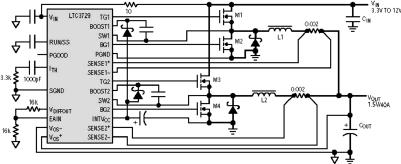 VIN
LTC3729
TG1
10
M1
VIN
3.3V TO 12V
CIN
BOOST1
SW1
L1
0.002
RUN/SS
BG1
M2
PGOOD
PGND
SENSE1+
ITH
SENSE1–
3.3k
1000pF
TG2
M3
SGND
BOOST2
16k
SW2
L2
0.002
VOUT
1.5V/40A
VDIFFOUT
BG2
M4
EAIN
INTVCC
16k
COUT
VOS–
SENSE2+
VOS+
SENSE2–